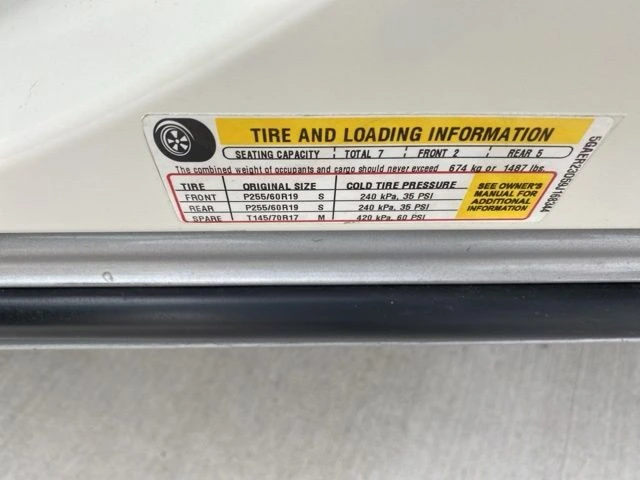 TIRE AND LOADING INFORMATION
SEATING CAPACITY TOTAL 7 FRONT 2 REAR 5
The combined weight of occupants and cargo should never exceed 674 kg or 1487 lbs.
TIRE ORIGINAL SIZE COLD TIRE PRESSURE
FRONT P255/60R19 S 240 kPa, 35 PSI
REAR P255/60R19 S 240 kPa, 35 PSI
SPARE T145/70R17 M 420 kPa, 60 PSI
SEE OWNER'S
MANUAL FOR
ADDITIONAL
INFORMATION